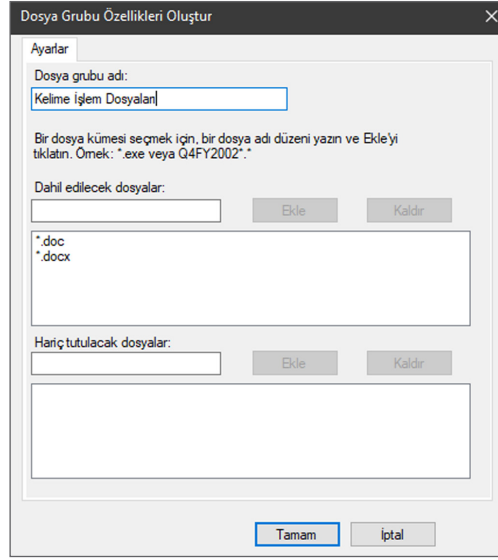 Dosya Grubu Özellikleri Oluştur
Ayarlar
Dosya grubu adı:
Kelime İşlem Dosyaları
Bir dosya kümesi seçmek için, bir dosya adı düzeni yazın ve Ekle'yi
tıklatın. Örnek: *.exe veya Q4FY2002*.*
Dahil edilecek dosyalar:
Ekle Kaldır
*.doc
*.docx
Hariç tutulacak dosyalar:
Ekle Kaldır
Tamam İptal